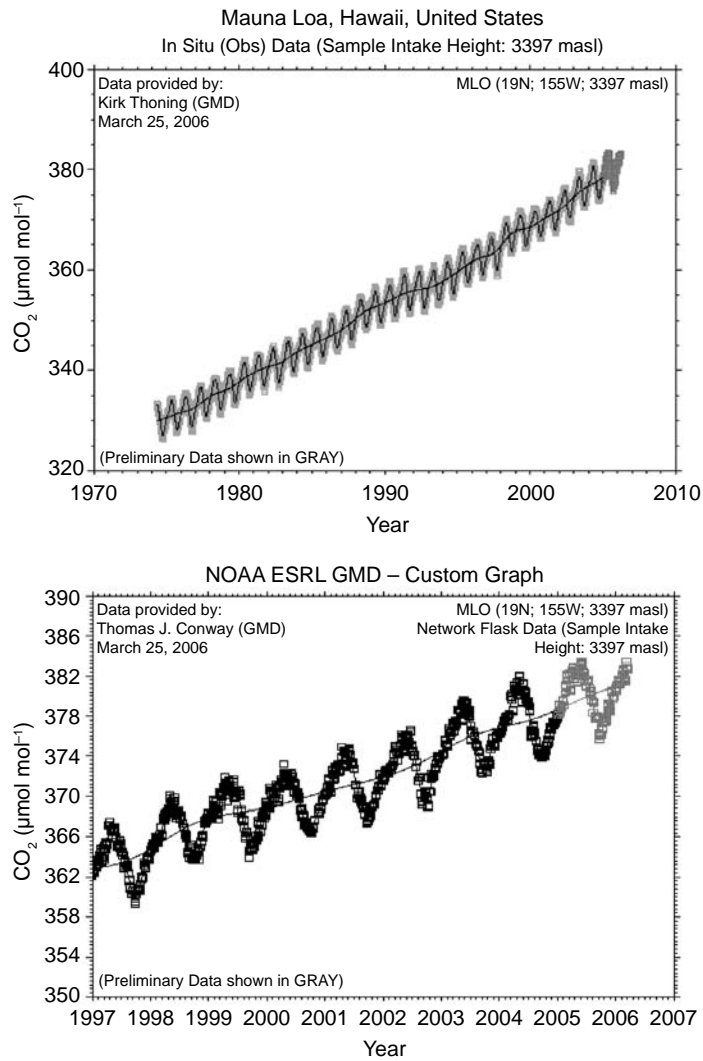 Mauna Loa, Hawaii, United States
In Situ (Obs) Data (Sample Intake Height: 3397 masl)
400
380
360
340
320
CO₂ (µmol mol⁻¹)
Data provided by:
Kirk Thoning (GMD)
March 25, 2006
MLO (19N; 155W; 3397 masl)
(Preliminary Data shown in GRAY)
1970 1980 1990 2000 2010
Year
NOAA ESRL GMD – Custom Graph
390
386
382
378
374
370
366
362
358
354
350
CO₂ (µmol mol⁻¹)
Data provided by:
Thomas J. Conway (GMD)
March 25, 2006
MLO (19N; 155W; 3397 masl)
Network Flask Data (Sample Intake
Height: 3397 masl)
(Preliminary Data shown in GRAY)
1997 1998 1999 2000 2001 2002 2003 2004 2005 2006 2007
Year